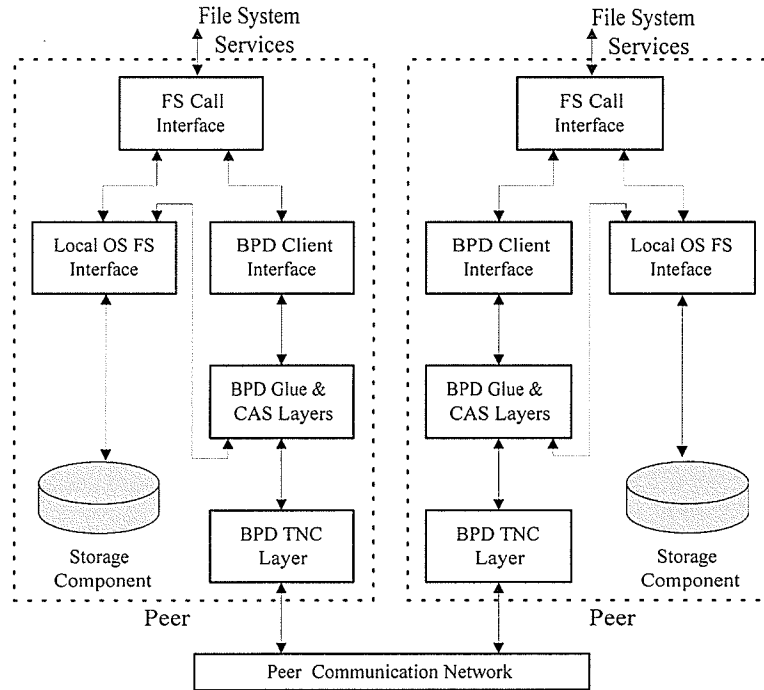 File System
Services
FS Call
Interface
Local OS FS
Interface
BPD Client
Interface
BPD Glue &
CAS Layers
BPD TNC
Layer
Storage
Component
Peer
File System
Services
FS Call
Interface
BPD Client
Interface
Local OS FS
Inteface
BPD Glue &
CAS Layers
BPD TNC
Layer
Storage
Component
Peer
Peer Communication Network